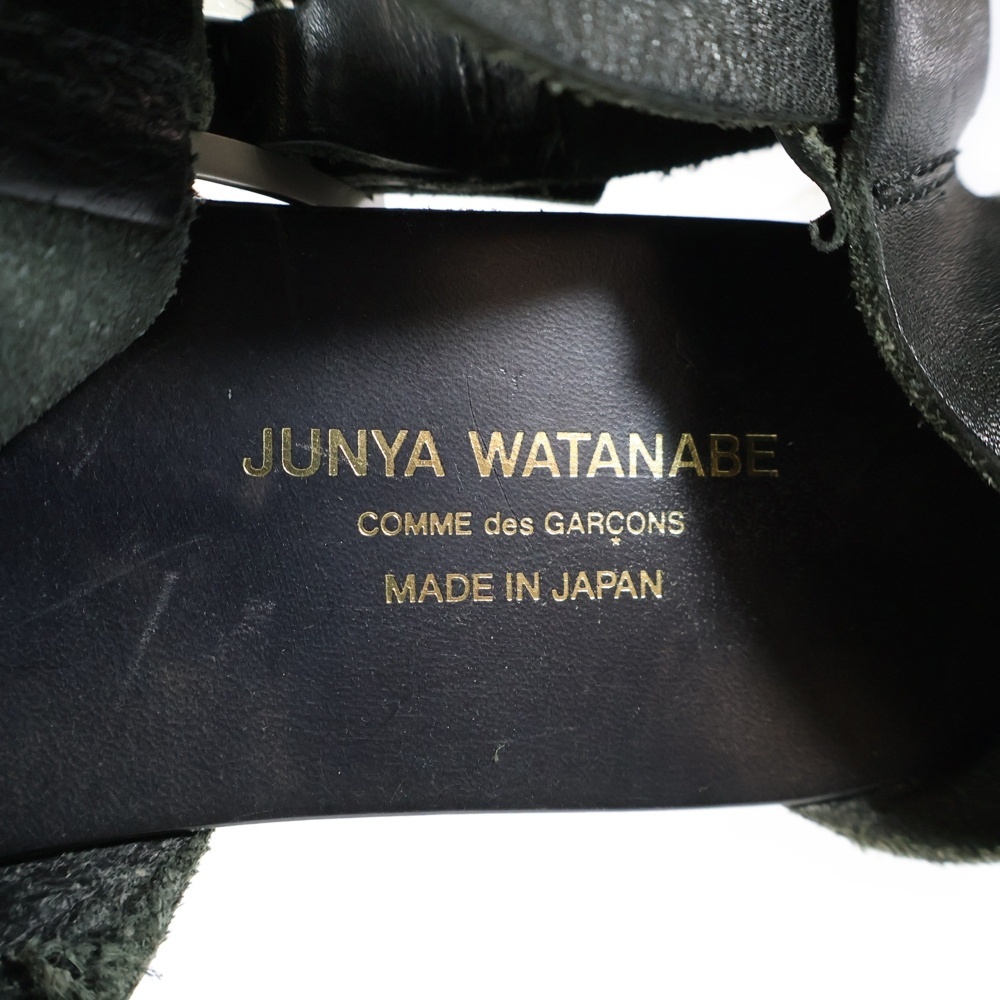 JUNYA WATANABE
COMME des GARÇONS
MADE IN JAPAN